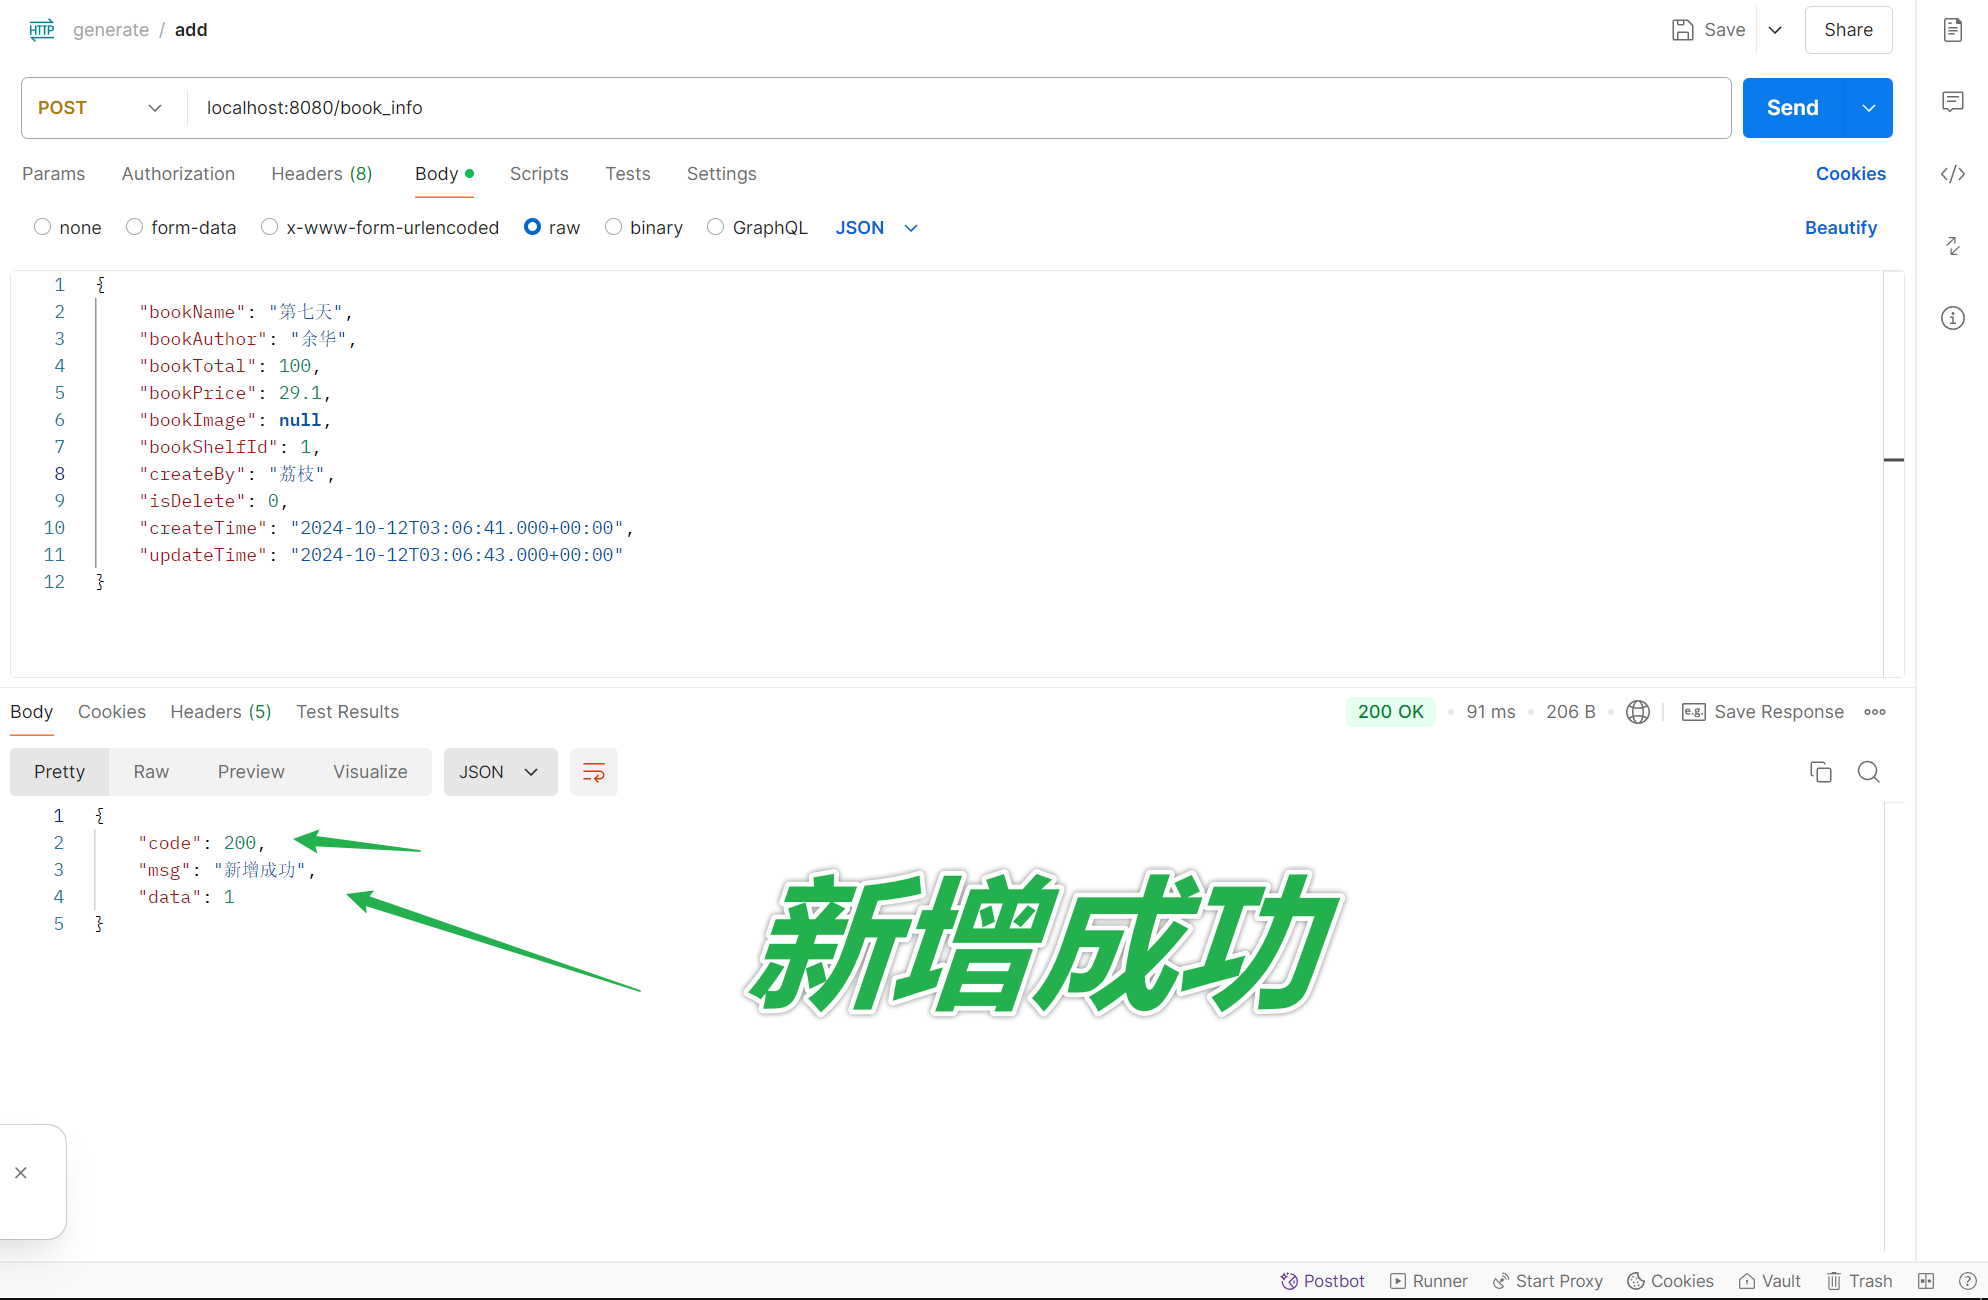 HTTP generate / add Save Share
POST localhost:8080/book_info Send
Params Authorization Headers (8) Body Scripts Tests Settings Cookies
none form-data x-www-form-urlencoded raw binary GraphQL JSON Beautify
1 {
2 "bookName": "第七天",
3 "bookAuthor": "余华",
4 "bookTotal": 100,
5 "bookPrice": 29.1,
6 "bookImage": null,
7 "bookShelfId": 1,
8 "createBy": "荔枝",
9 "isDelete": 0,
10 "createTime": "2024-10-12T03:06:41.000+00:00",
11 "updateTime": "2024-10-12T03:06:43.000+00:00"
12 }
Body Cookies Headers (5) Test Results 200 OK 91 ms 206 B e.g. Save Response
Pretty Raw Preview Visualize JSON
1 {
2 "code": 200,
3 "msg": "新增成功",
4 "data": 1
5 }
新增成功
Postbot Runner Start Proxy Cookies Vault Trash